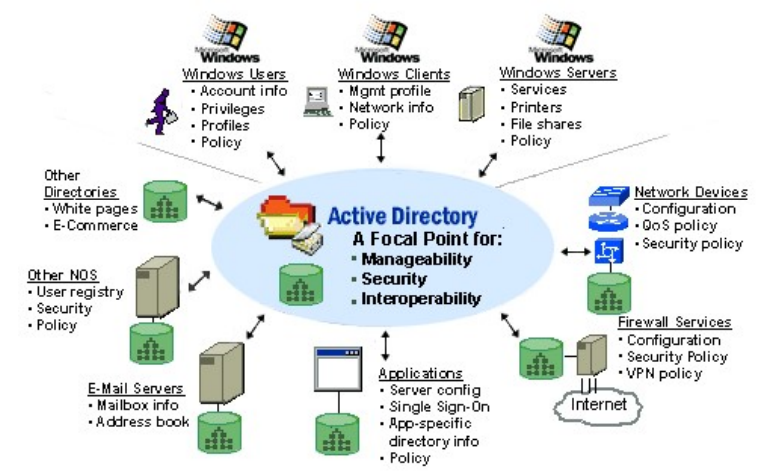 Microsoft
Windows
Windows Users
• Account info
• Privileges
• Profiles
• Policy
Microsoft
Windows
Windows Clients
• Mgmt profile
• Network info
• Policy
Microsoft
Windows
Windows Servers
• Services
• Printers
• File shares
• Policy
Other
Directories
• White pages
• E-Commerce
Active Directory
A Focal Point for:
▪ Manageability
▪ Security
▪ Interoperability
Network Devices
• Configuration
• QoS policy
• Security policy
Other NOS
• User registry
• Security
• Policy
Firewall Services
• Configuration
• Security Policy
• VPN policy
Internet
E-Mail Servers
• Mailbox info
• Address book
Applications
• Server config
• Single Sign-On
• App-specific
directory info
• Policy